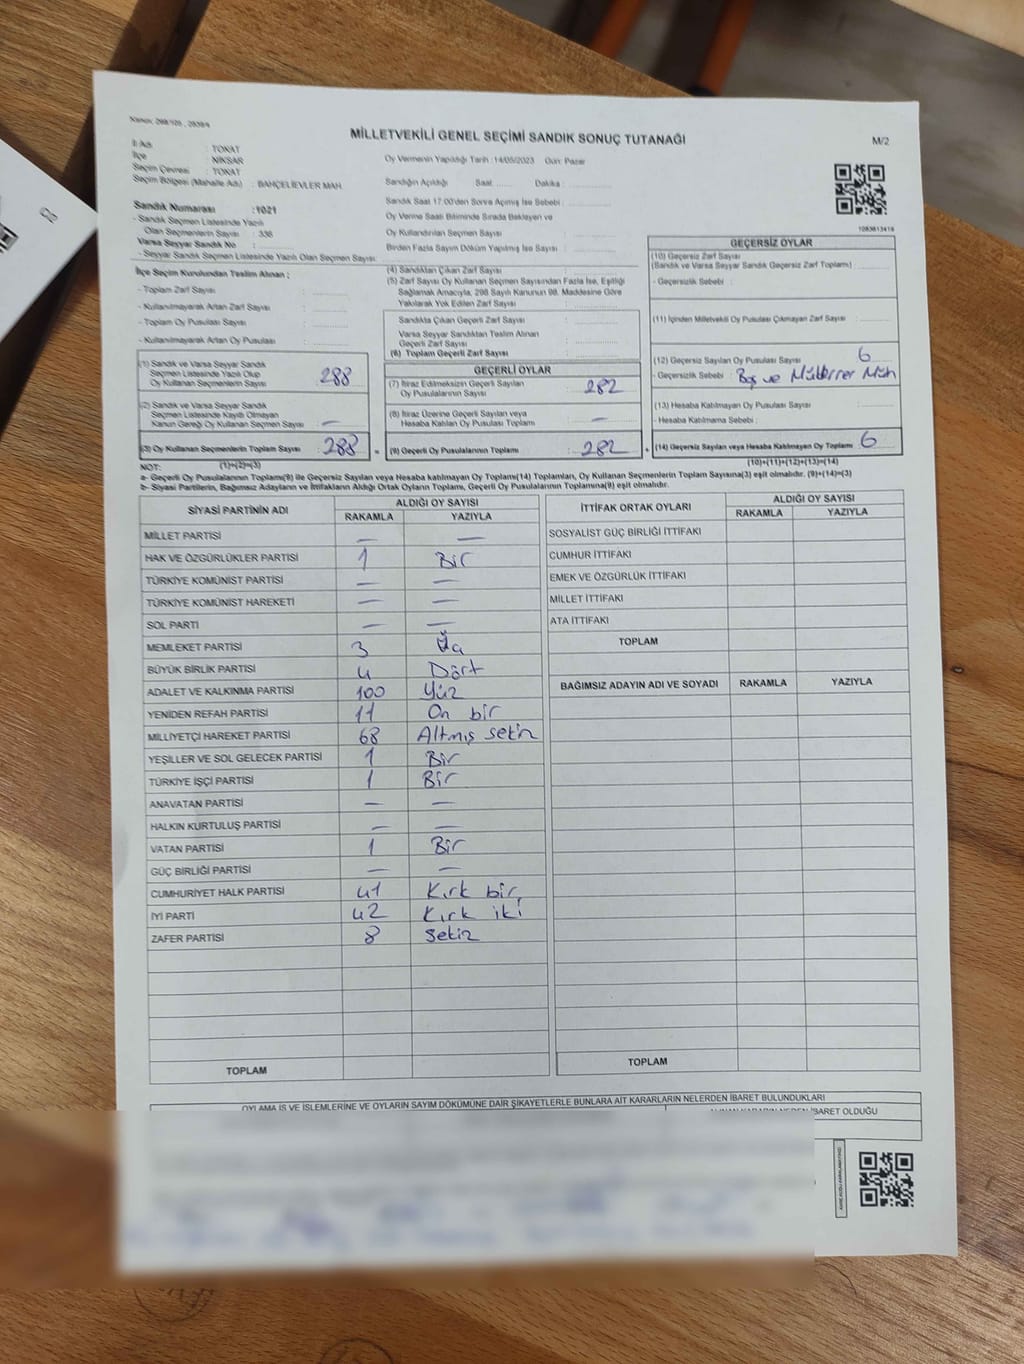 Kanun: 298/105 , 2839/4
MİLLETVEKİLİ GENEL SEÇİMİ SANDIK SONUÇ TUTANAĞI
M/2
İl Adı : TOKAT
İlçe : NİKSAR
Seçim Çevresi : TOKAT
Seçim Bölgesi (Mahalle Adı) : BAHÇELİEVLER MAH.
Oy Vermenin Yapıldığı Tarih :14/05/2023 Gün: Pazar
Sandığın Açıldığı Saat:....... Dakika :
Sandık Saat 17:00'den Sonra Açılmış İse Sebebi :
Oy Verme Saati Bitiminde Sırada Bekleyen ve
Oy Kullandırılan Seçmen Sayısı :
Birden Fazla Sayım Döküm Yapılmış İse Sayısı :
Sandık Numarası :1021
- Sandık Seçmen Listesinde Yazılı
Olan Seçmenlerin Sayısı : 336
Varsa Seyyar Sandık No :
- Seyyar Sandık Seçmen Listesinde Yazılı Olan Seçmen Sayısı:
İlçe Seçim Kurulundan Teslim Alınan ;
- Toplam Zarf Sayısı :
- Kullanılmayarak Artan Zarf Sayısı :
- Toplam Oy Pusulası Sayısı :
- Kullanılmayarak Artan Oy Pusulası :
(4) Sandıktan Çıkan Zarf Sayısı :
(5) Zarf Sayısı Oy Kullanan Seçmen Sayısından Fazla İse, Eşitliği
Sağlamak Amacıyla, 298 Sayılı Kanunun 98. Maddesine Göre
Yakılarak Yok Edilen Zarf Sayısı :
Sandıkta Çıkan Geçerli Zarf Sayısı :
Varsa Seyyar Sandıktan Teslim Alınan
Geçerli Zarf Sayısı :
(6) Toplam Geçerli Zarf Sayısı :
GEÇERSİZ OYLAR
(10) Geçersiz Zarf Sayısı
(Sandık ve Varsa Seyyar Sandık Geçersiz Zarf Toplamı) :
- Geçersizlik Sebebi :
(11) İçinden Milletvekili Oy Pusulası Çıkmayan Zarf Sayısı :
(12) Geçersiz Sayılan Oy Pusulası Sayısı : 6
- Geçersizlik Sebebi : Boş ve Mükerrer Müh
(13) Hesaba Katılmayan Oy Pusulası Sayısı :
- Hesaba Katılmama Sebebi :
(14) Geçersiz Sayılan veya Hesaba Katılmayan Oy Toplamı : 6
(10)+(11)+(12)+(13)=(14)
(1) Sandık ve Varsa Seyyar Sandık
Seçmen Listesinde Yazılı Olup
Oy Kullanan Seçmenlerin Sayısı : 288
(2) Sandık ve Varsa Seyyar Sandık
Seçmen Listesinde Kayıtlı Olmayan
Kanun Gereği Oy Kullanan Seçmen Sayısı : —
(3) Oy Kullanan Seçmenlerin Toplam Sayısı : 288
(1)+(2)=(3)
GEÇERLİ OYLAR
(7) İtiraz Edilmeksizin Geçerli Sayılan
Oy Pusulalarının Sayısı : 282
(8) İtiraz Üzerine Geçerli Sayılan veya
Hesaba Katılan Oy Pusulası Toplamı : —
(9) Geçerli Oy Pusulalarının Toplamı : 282
NOT:
a- Geçerli Oy Pusulalarının Toplamı(9) ile Geçersiz Sayılan veya Hesaba katılmayan Oy Toplamı(14) Toplamları, Oy Kullanan Seçmenlerin Toplam Sayısına(3) eşit olmalıdır. (9)+(14)=(3)
b- Siyasi Partilerin, Bağımsız Adayların ve İttifakların Aldığı Ortak Oyların Toplamı, Geçerli Oy Pusulalarının Toplamına(9) eşit olmalıdır.
SİYASİ PARTİNİN ADI ALDIĞI OY SAYISI
RAKAMLA YAZIYLA
MİLLET PARTİSİ — —
HAK VE ÖZGÜRLÜKLER PARTİSİ 1 Bir
TÜRKİYE KOMÜNİST PARTİSİ — —
TÜRKİYE KOMÜNİST HAREKETİ — —
SOL PARTİ — —
MEMLEKET PARTİSİ 3 Üç
BÜYÜK BİRLİK PARTİSİ 4 Dört
ADALET VE KALKINMA PARTİSİ 100 Yüz
YENİDEN REFAH PARTİSİ 11 On bir
MİLLİYETÇİ HAREKET PARTİSİ 68 Altmış sekiz
YEŞİLLER VE SOL GELECEK PARTİSİ 1 Bir
TÜRKİYE İŞÇİ PARTİSİ 1 Bir
ANAVATAN PARTİSİ — —
HALKIN KURTULUŞ PARTİSİ — —
VATAN PARTİSİ 1 Bir
GÜÇ BİRLİĞİ PARTİSİ — —
CUMHURİYET HALK PARTİSİ 41 Kırk bir
İYİ PARTİ 42 Kırk iki
ZAFER PARTİSİ 8 sekiz
TOPLAM
İTTİFAK ORTAK OYLARI ALDIĞI OY SAYISI
RAKAMLA YAZIYLA
SOSYALİST GÜÇ BİRLİĞİ İTTİFAKI
CUMHUR İTTİFAKI
EMEK VE ÖZGÜRLÜK İTTİFAKI
MİLLET İTTİFAKI
ATA İTTİFAKI
TOPLAM
BAĞIMSIZ ADAYIN ADI VE SOYADI RAKAMLA YAZIYLA
TOPLAM
OYLAMA İŞ VE İŞLEMLERİNE VE OYLARIN SAYIM DÖKÜMÜNE DAİR ŞİKAYETLERLE BUNLARA AİT KARARLARIN NELERDEN İBARET BULUNDUKLARI
İBARET OLDUĞU